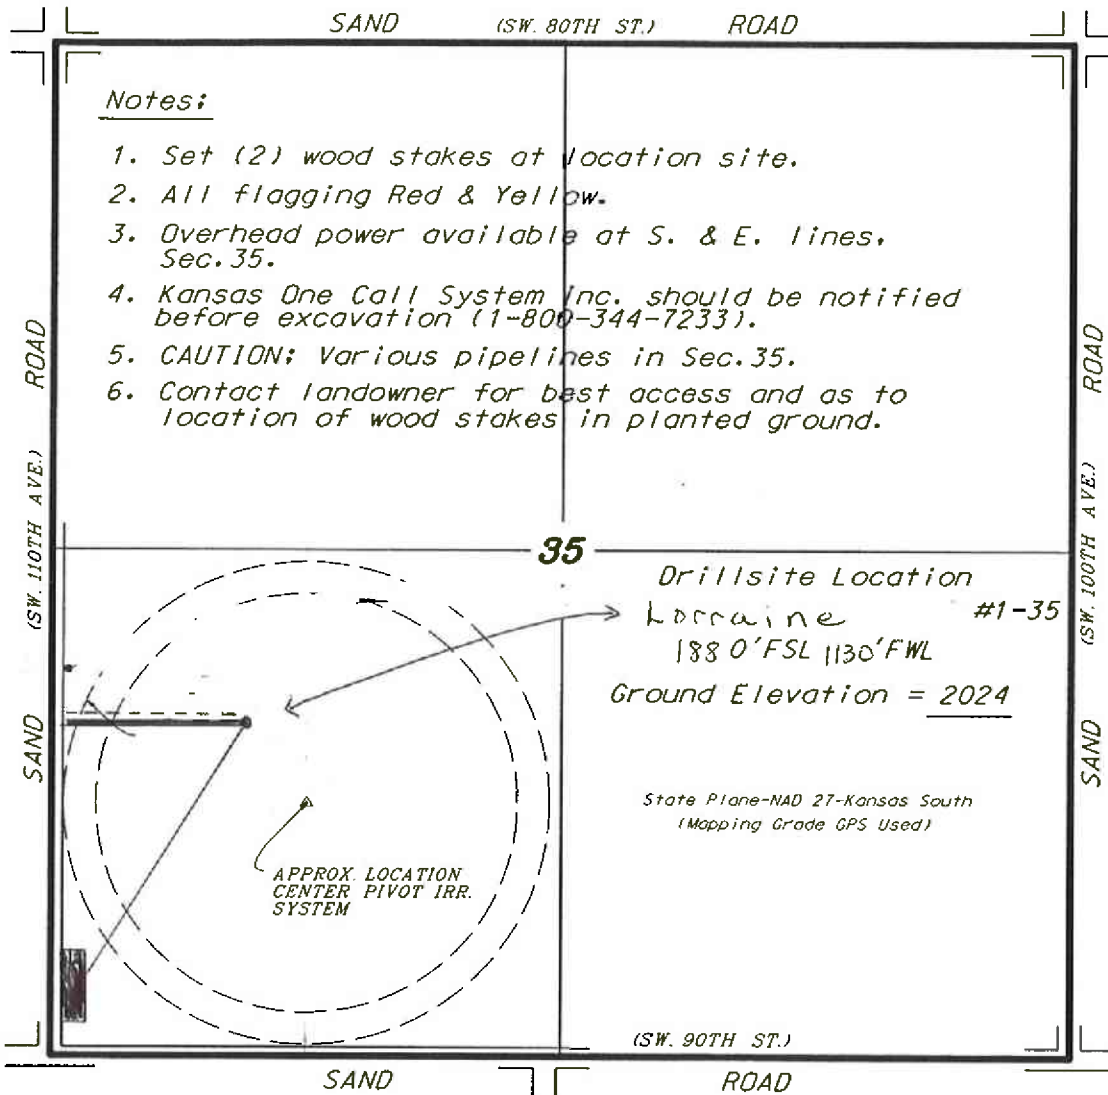 SAND (SW. 80TH ST.) ROAD
Notes:
1. Set (2) wood stakes at location site.
2. All flagging Red & Yellow.
3. Overhead power available at S. & E. lines,
Sec.35.
4. Kansas One Call System Inc. should be notified
before excavation (1-800-344-7233).
5. CAUTION: Various pipelines in Sec.35.
6. Contact landowner for best access and as to
location of wood stakes in planted ground.
SAND (SW. 110TH AVE.) ROAD
SAND (SW. 100TH AVE.) ROAD
35
Drillsite Location
Lorraine #1-35
1880'FSL 1130'FWL
Ground Elevation = 2024
State Plane-NAD 27-Kansas South
(Mapping Grade GPS Used)
APPROX. LOCATION
CENTER PIVOT IRR.
SYSTEM
(SW. 90TH ST.)
SAND ROAD